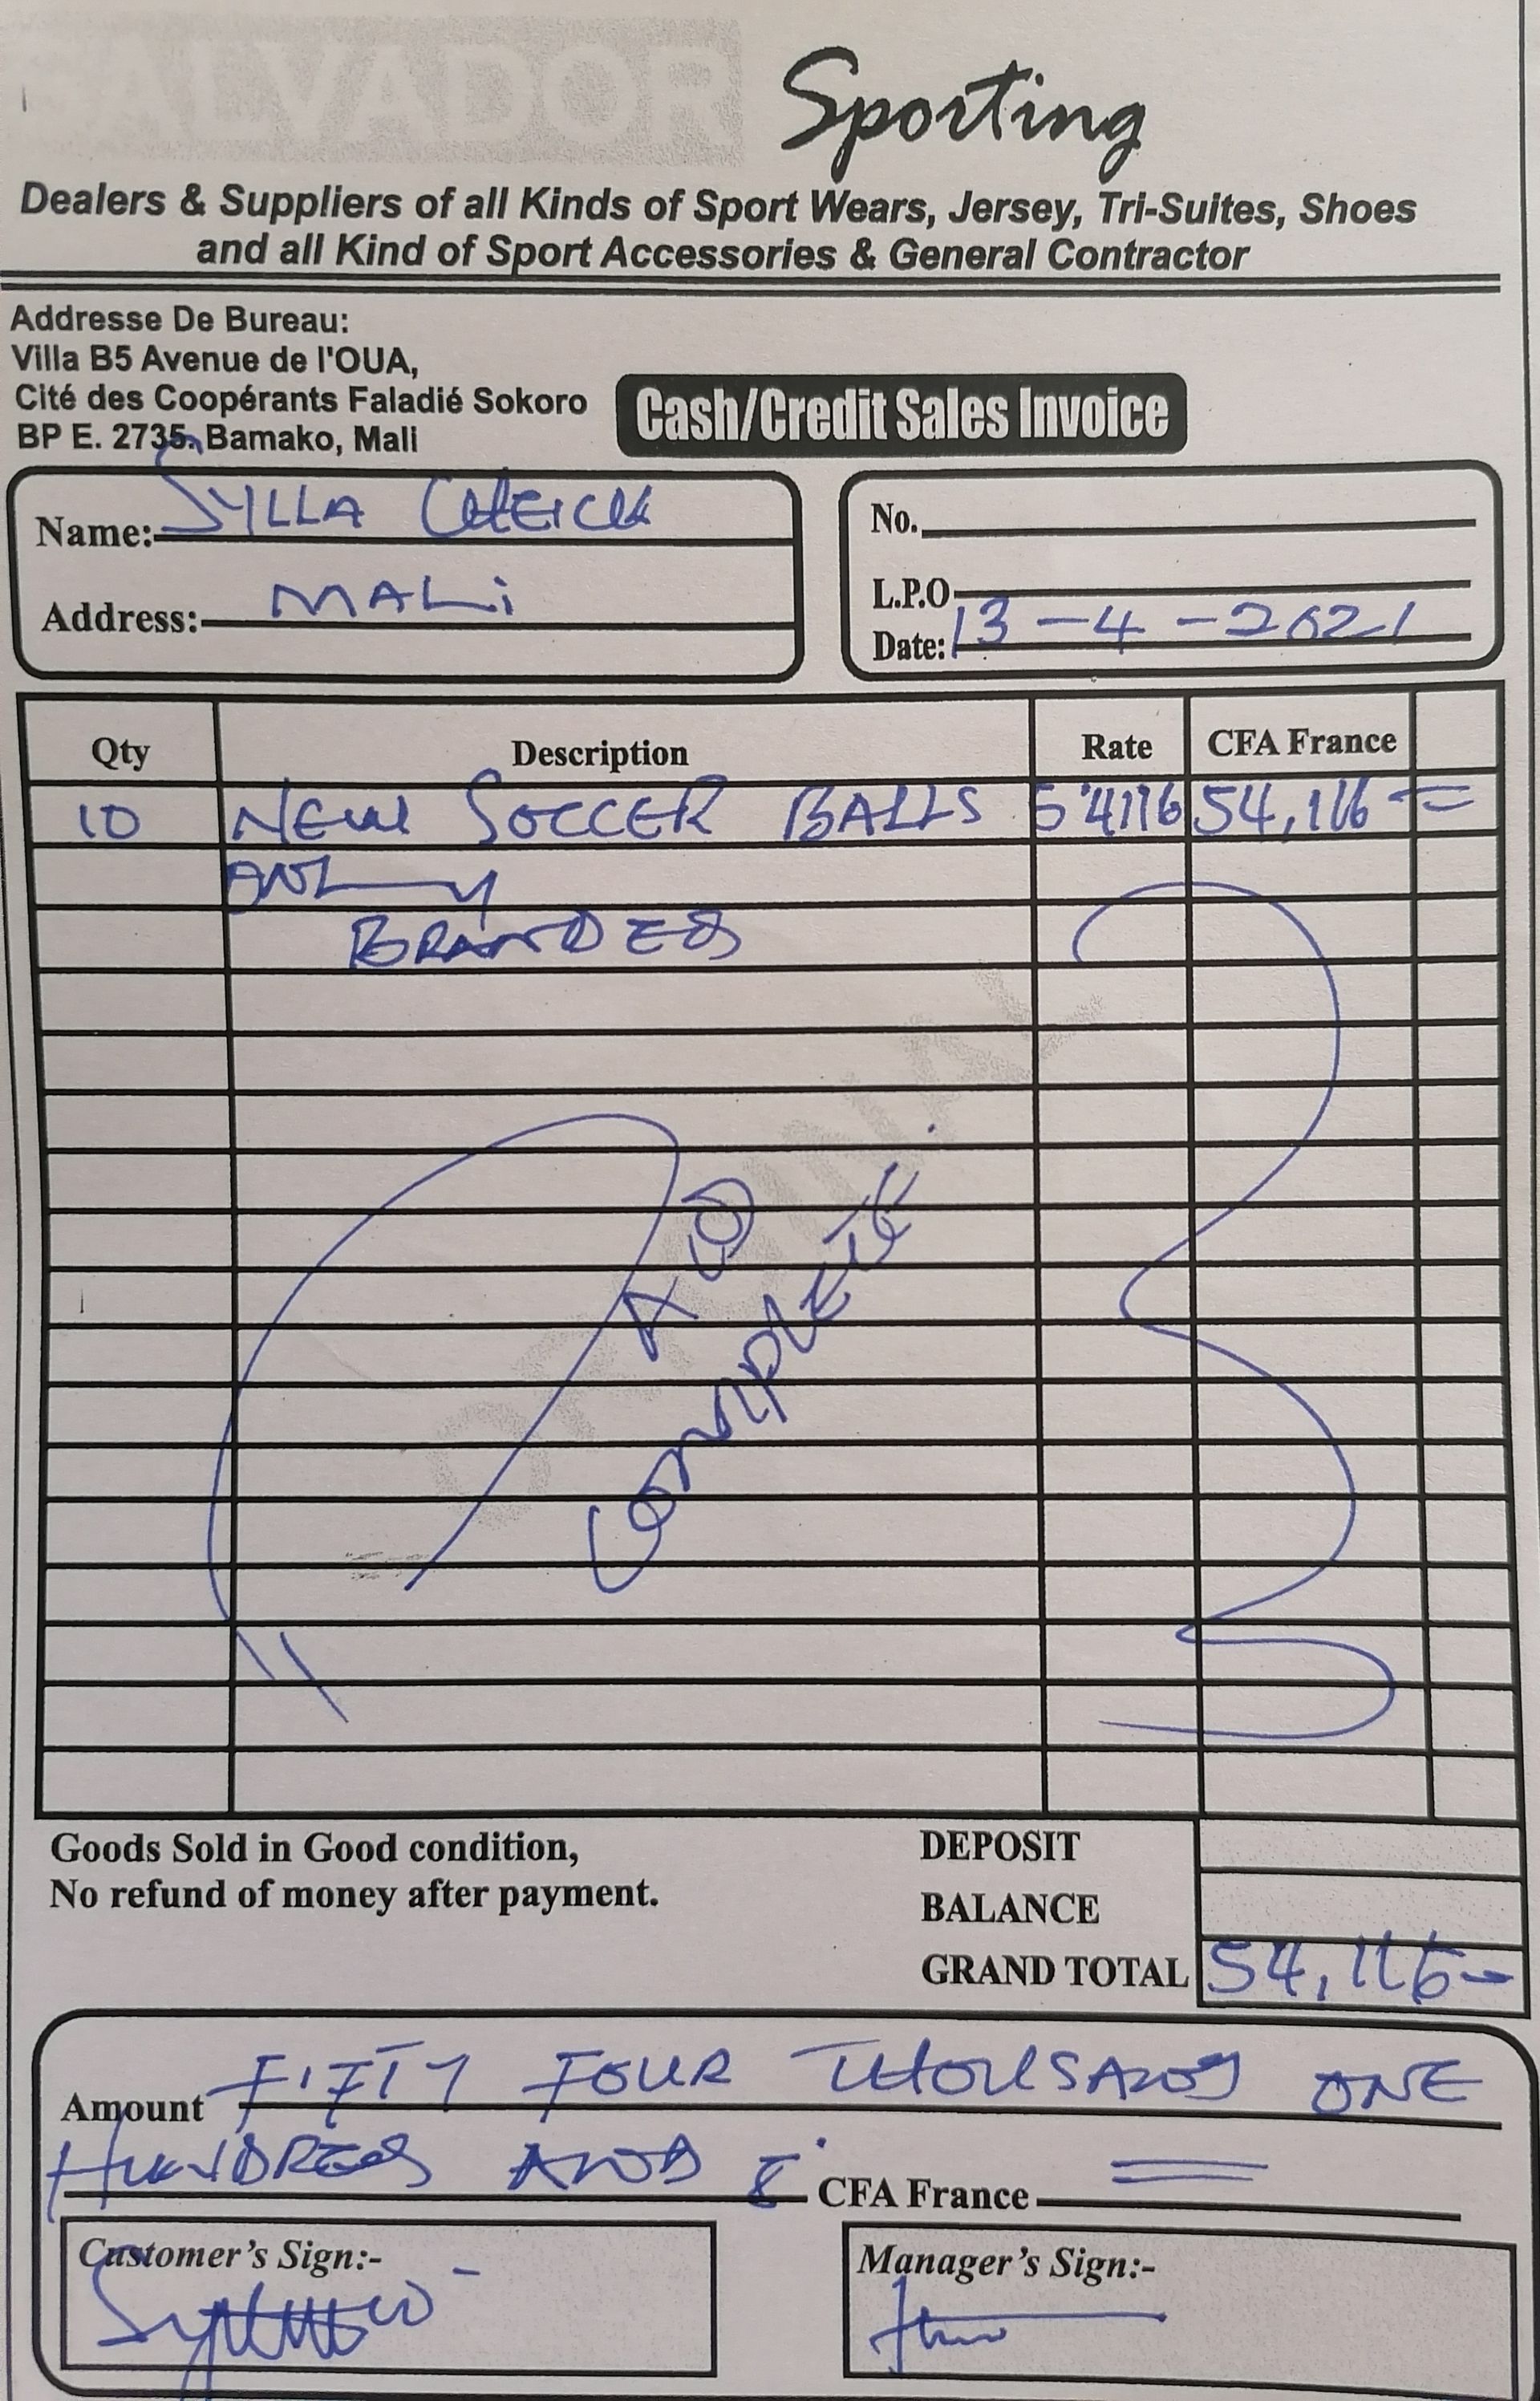 SALVADOR Sporting
Dealers & Suppliers of all Kinds of Sport Wears, Jersey, Tri-Suites, Shoes
and all Kind of Sport Accessories & General Contractor
Addresse De Bureau:
Villa B5 Avenue de l'OUA,
Cité des Coopérants Faladié Sokoro
BP E. 2735. Bamako, Mali
Cash/Credit Sales Invoice
Name: SYLLA CHEICK
Address: MALi
No.
L.P.O
Date: 13-4-2021
Qty Description Rate CFA France
10 NEW SOCCER BALLS 54,116 =
BRANDED
COMPLETE
Goods Sold in Good condition,
No refund of money after payment.
DEPOSIT
BALANCE
GRAND TOTAL 54,116-
Amount FIFTY FOUR THOUSAND ONE
HUNDRED AND CFA France =
Customer's Sign:-
Manager's Sign:-